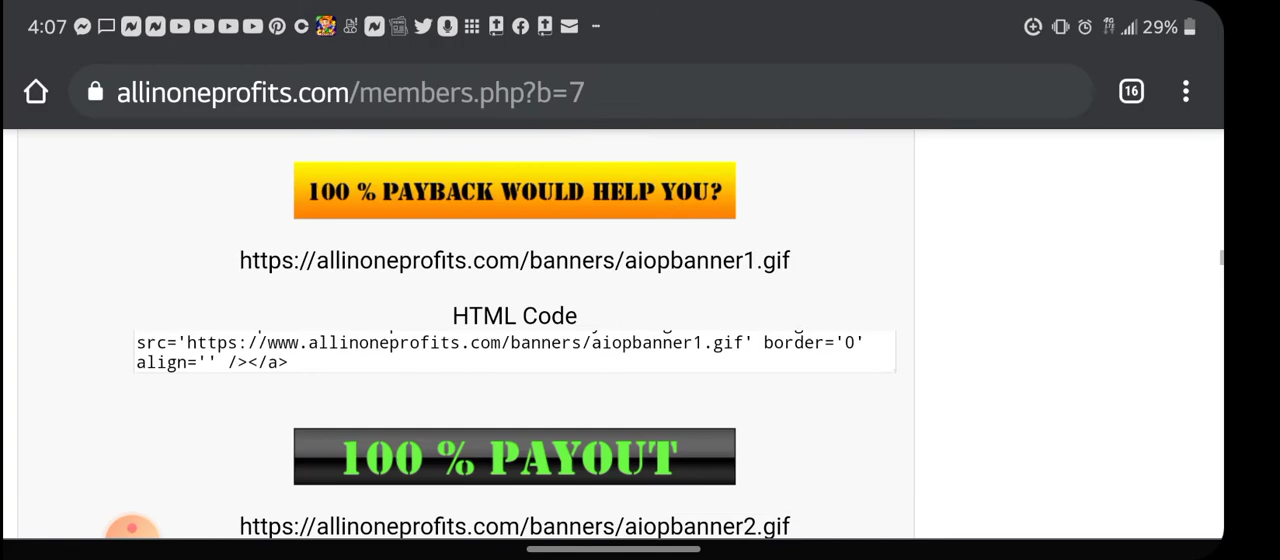 4:07
29%
allinoneprofits.com/members.php?b=7
16
100 % PAYBACK WOULD HELP YOU?
https://allinoneprofits.com/banners/aiopbanner1.gif
HTML Code
src='https://www.allinoneprofits.com/banners/aiopbanner1.gif' border='0'
align='' /></a>
100 % PAYOUT
https://allinoneprofits.com/banners/aiopbanner2.gif